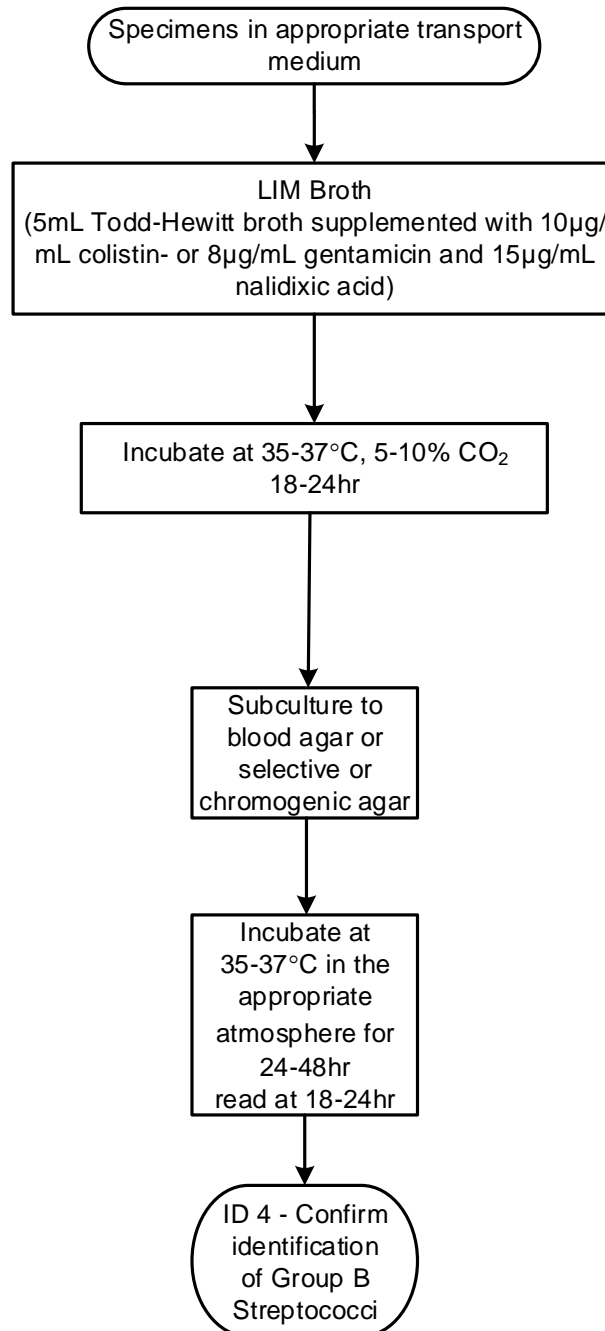 Specimens in appropriate transport
medium
LIM Broth
(5mL Todd-Hewitt broth supplemented with 10µg/
mL colistin- or 8µg/mL gentamicin and 15µg/mL
nalidixic acid)
Incubate at 35-37°C, 5-10% CO₂
18-24hr
Subculture to
blood agar or
selective or
chromogenic agar
Incubate at
35-37°C in the
appropriate
atmosphere for
24-48hr
read at 18-24hr
ID 4 - Confirm
identification
of Group B
Streptococci